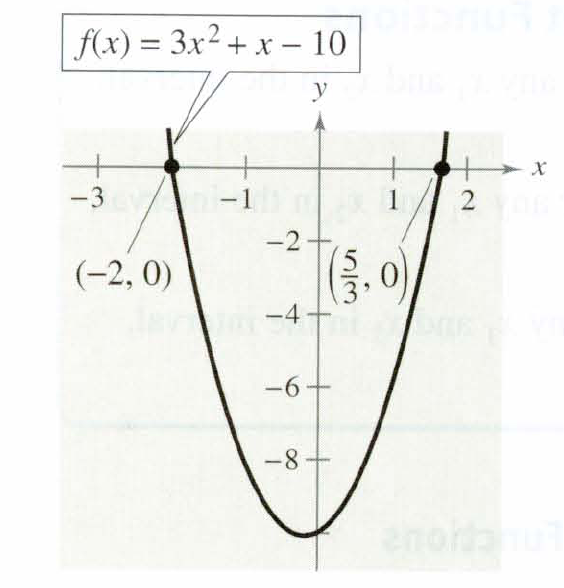 f(x) = 3x² + x − 10
y
x
−3 −1 1 2
−2
(−2, 0) (5/3, 0)
−4
−6
−8